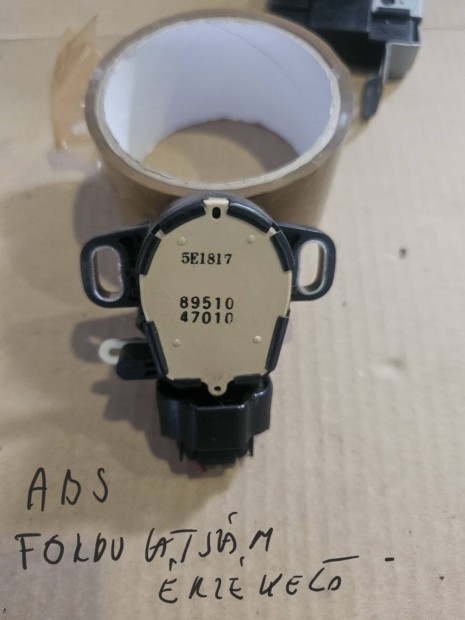 5E1817
89510
47010
ABS
FORDULATSZÁM
ÉRZÉKELŐ